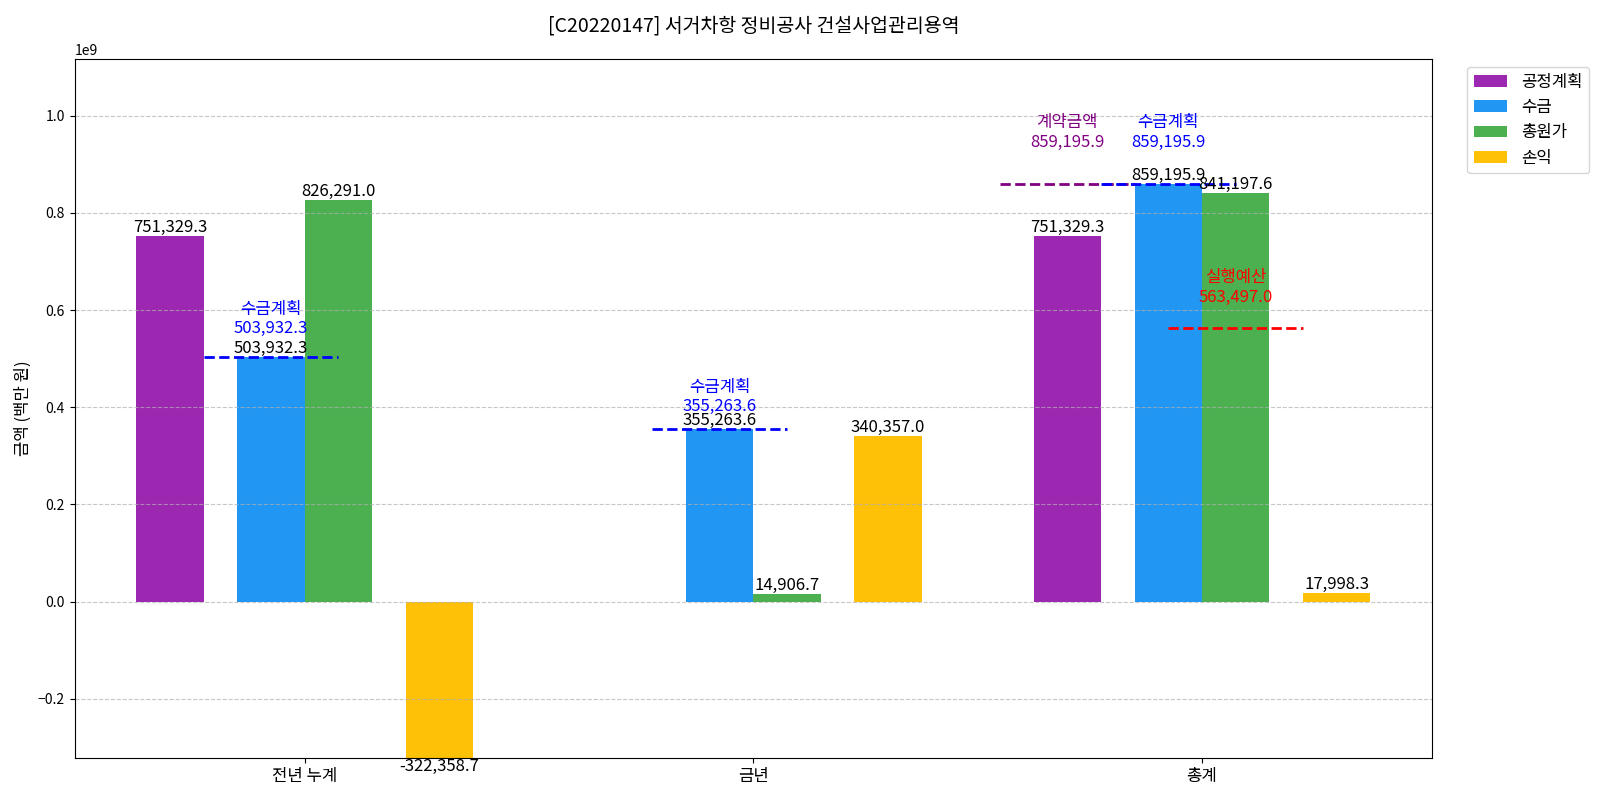 [C20220147] 서거차항 정비공사 건설사업관리용역
1e9
금액 (백만 원)
1.0
0.8
0.6
0.4
0.2
0.0
−0.2
751,329.3
수금계획
503,932.3
503,932.3
826,291.0
-322,358.7
수금계획
355,263.6
355,263.6
14,906.7
340,357.0
계약금액
859,195.9
751,329.3
수금계획
859,195.9
859,195.9
841,197.6
실행예산
563,497.0
17,998.3
전년 누계
금년
총계
공정계획
수금
총원가
손익